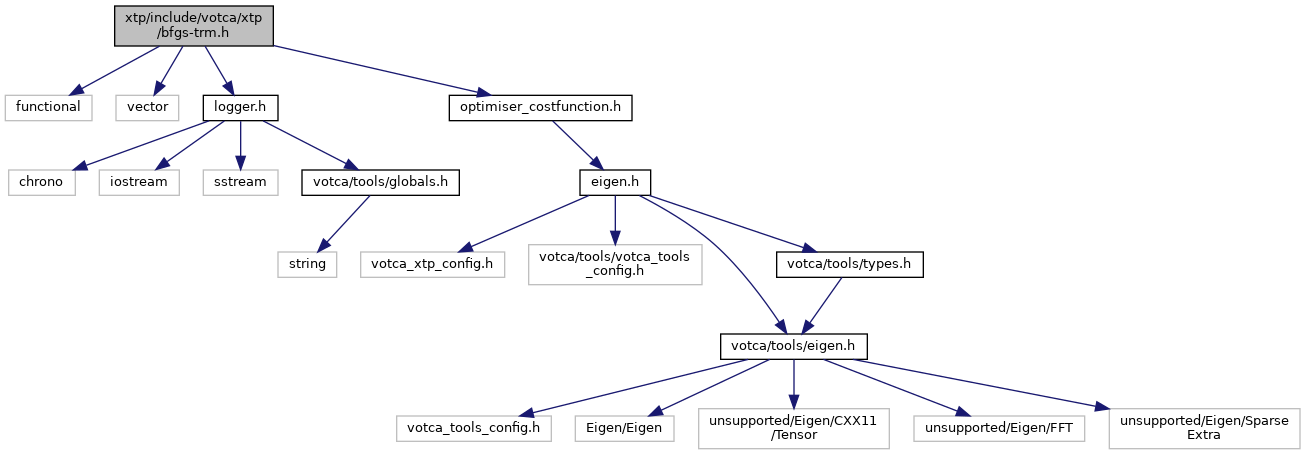 xtp/include/votca/xtp
/bfgs-trm.h
functional
vector
logger.h
optimiser_costfunction.h
chrono
iostream
sstream
votca/tools/globals.h
eigen.h
string
votca_xtp_config.h
votca/tools/votca_tools
_config.h
votca/tools/types.h
votca/tools/eigen.h
votca_tools_config.h
Eigen/Eigen
unsupported/Eigen/CXX11
/Tensor
unsupported/Eigen/FFT
unsupported/Eigen/Sparse
Extra